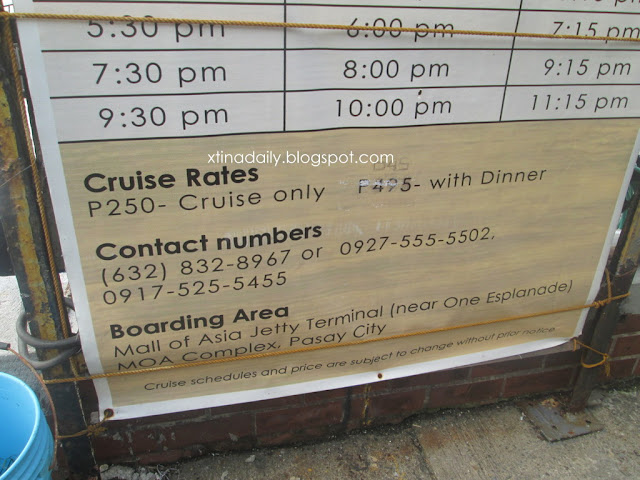 5:30 pm 6:00 pm 7:15 pm
7:30 pm 8:00 pm 9:15 pm
9:30 pm 10:00 pm 11:15 pm
xtinadaily.blogspot.com
Cruise Rates
P250- Cruise only P495- with Dinner
Contact numbers
(632) 832-8967 or 0927-555-5502,
0917-525-5455
Boarding Area
Mall of Asia Jetty Terminal (near One Esplanade)
MOA Complex, Pasay City
Cruise schedules and price are subject to change without prior notice